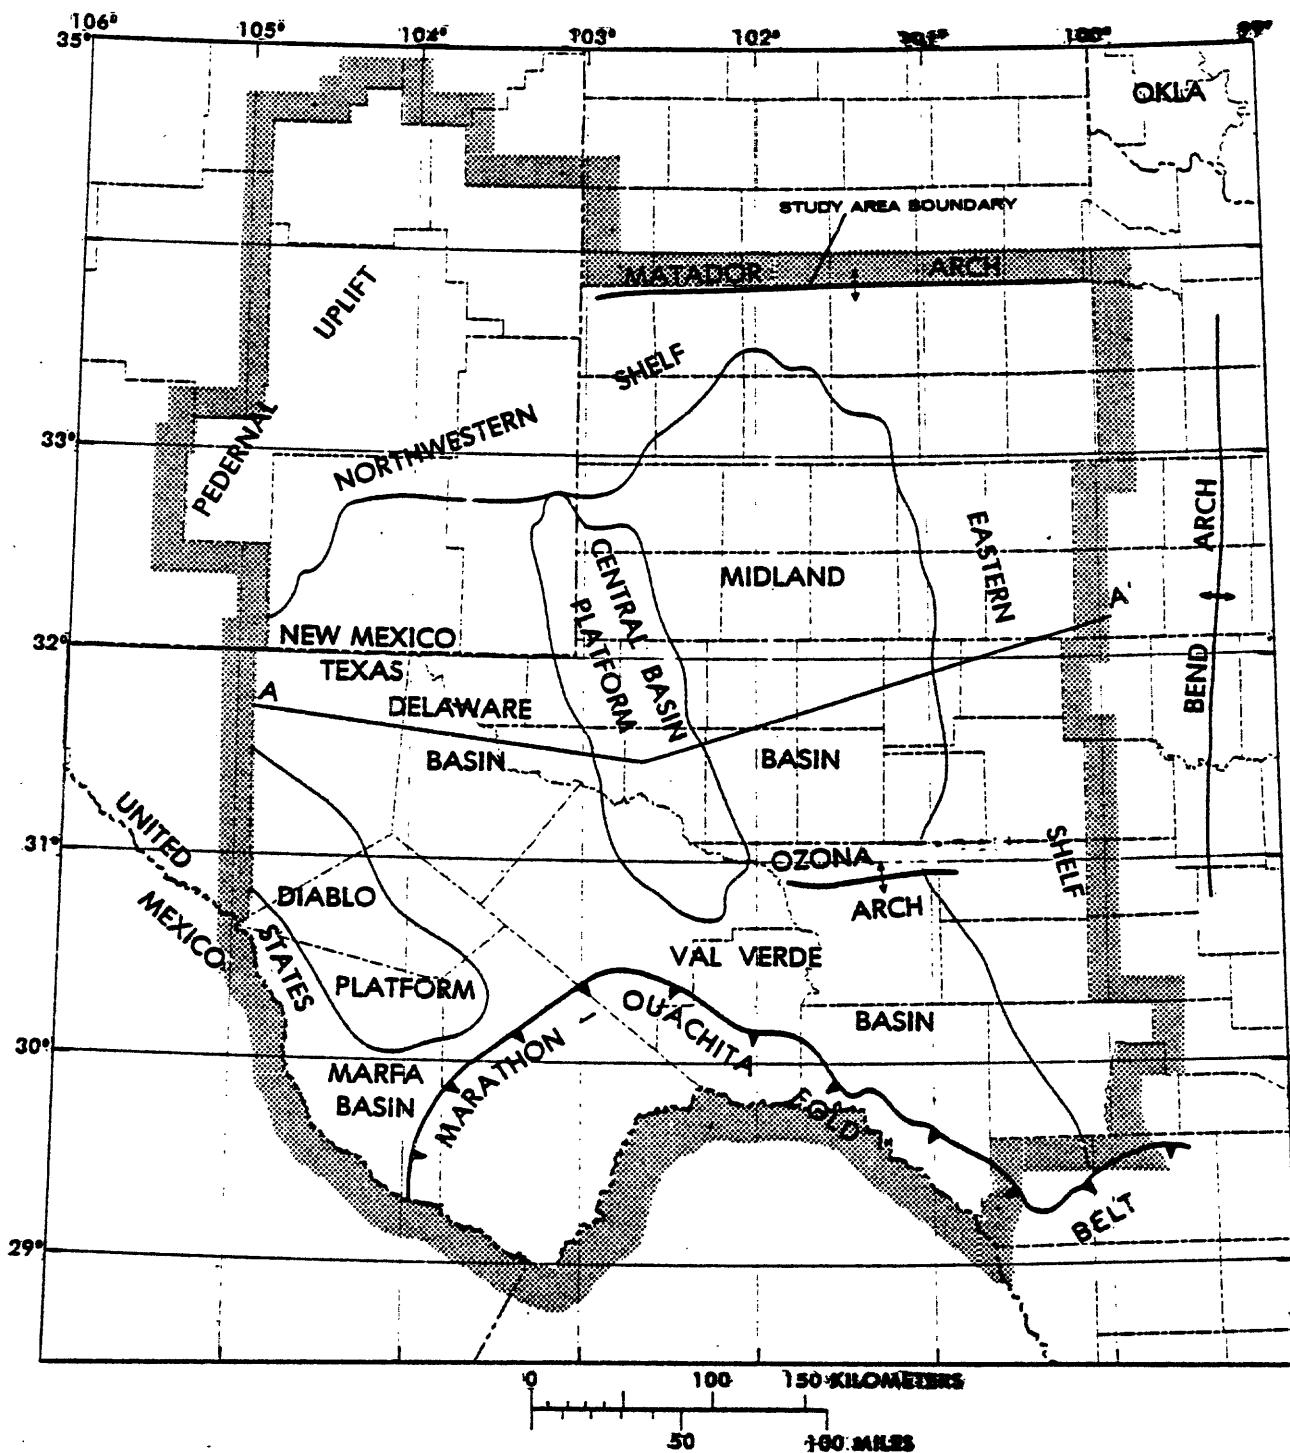 106°
105°
104°
103°
102°
101°
100°
99°
35°
OKLA
STUDY AREA BOUNDARY
MATADOR ARCH
UPLIFT
SHELF
NORTHWESTERN
33°
PEDERNAL
CENTRAL BASIN
PLATFORM
MIDLAND
EASTERN
ARCH
A'
NEW MEXICO
32°
TEXAS
A
DELAWARE
BASIN
BASIN
BEND
UNITED
31°
OZONA
SHELF
MEXICO
DIABLO
ARCH
STATES
VAL VERDE
PLATFORM
OUACHITA
BASIN
30°
MARATHON –
MARFA
BASIN
FOLD
BELT
29°
0 100 150 KILOMETERS
50 100 MILES